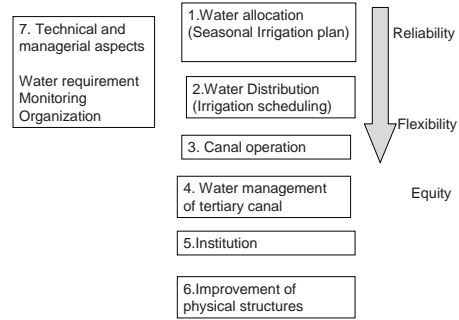 7. Technical and
managerial aspects
Water requirement
Monitoring
Organization
1.Water allocation
(Seasonal Irrigation plan)
2.Water Distribution
(Irrigation scheduling)
3. Canal operation
4. Water management
of tertiary canal
5.Institution
6.Improvement of
physical structures
Reliability
Flexibility
Equity